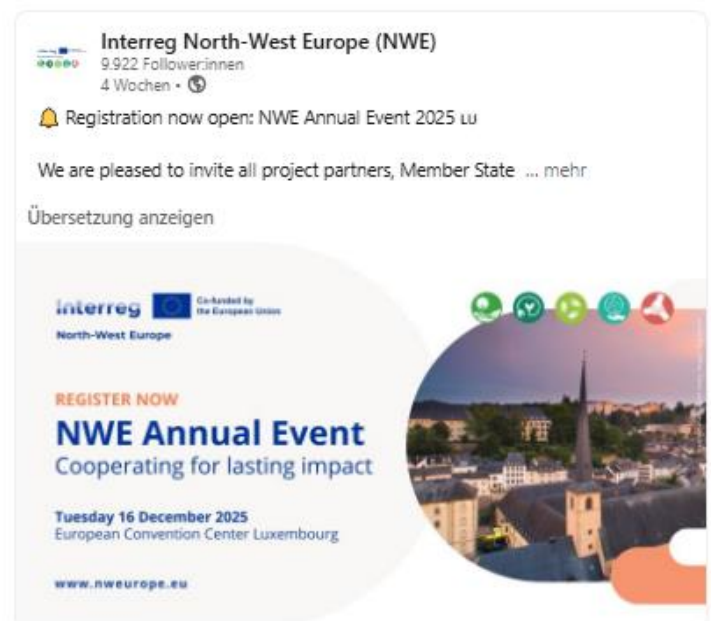 Interreg North-West Europe (NWE)
9.922 Follower:innen
4 Wochen •
🔔 Registration now open: NWE Annual Event 2025 LU
We are pleased to invite all project partners, Member State ... mehr
Übersetzung anzeigen
Interreg
Co-funded by
the European Union
North-West Europe
REGISTER NOW
NWE Annual Event
Cooperating for lasting impact
Tuesday 16 December 2025
European Convention Center Luxembourg
www.nweurope.eu